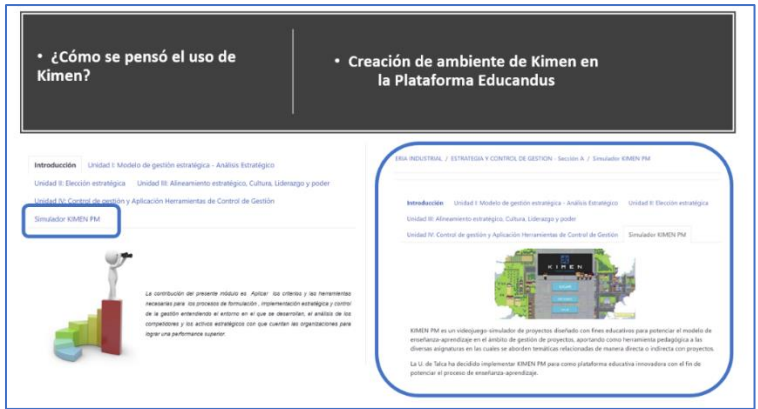 • ¿Cómo se pensó el uso de
Kimen?
• Creación de ambiente de Kimen en
la Plataforma Educandus
Introducción Unidad I: Modelo de gestión estratégica - Análisis Estratégico
Unidad II: Elección estratégica Unidad III: Alineamiento estratégico, Cultura, Liderazgo y poder
Unidad IV: Control de gestión y Aplicación Herramientas de Control de Gestión
Simulador KIMEN PM
La contribución del presente módulo es Aplicar los criterios y las herramientas
necesarias para los procesos de formulación , implementación estratégica y control
de la gestión entendiendo el entorno en el que se desarrollan, el análisis de los
competidores y los activos estratégicos con que cuentan las organizaciones para
lograr una performance superior.
ERIA INDUSTRIAL / ESTRATEGIA Y CONTROL DE GESTION - Sección A / Simulador KIMEN PM
Introducción Unidad I: Modelo de gestión estratégica - Análisis Estratégico Unidad II: Elección estratégica
Unidad III: Alineamiento estratégico, Cultura, Liderazgo y poder
Unidad IV: Control de gestión y Aplicación Herramientas de Control de Gestión Simulador KIMEN PM
KIMEN
KIMEN PM es un videojuego simulador de proyectos diseñado con fines educativos para potenciar el modelo de
enseñanza-aprendizaje en el ámbito de gestión de proyectos, aportando como herramienta pedagógica a las
diversas asignaturas en las cuales se aborden temáticas relacionadas de manera directa o indirecta con proyectos.
La U. de Talca ha decidido implementar KIMEN PM para como plataforma educativa innovadora con el fin de
potenciar el proceso de enseñanza-aprendizaje.